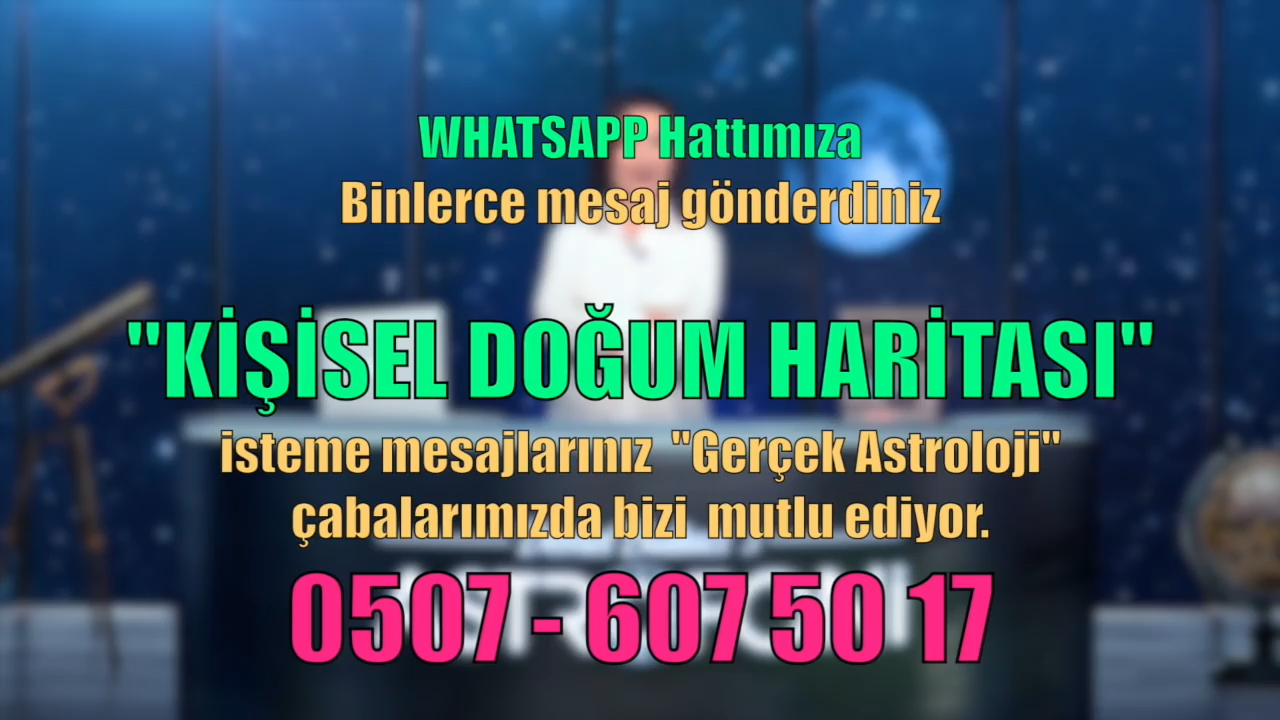 WHATSAPP Hattımıza
Binlerce mesaj gönderdiniz
"KİŞİSEL DOĞUM HARİTASI"
isteme mesajlarınız "Gerçek Astroloji"
çabalarımızda bizi mutlu ediyor.
0507 - 607 50 17